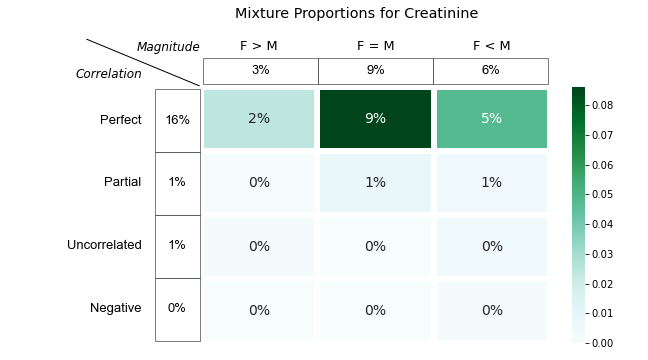 Mixture Proportions for Creatinine
Magnitude F > M F = M F < M
Correlation 3% 9% 6%
Perfect 16% 2% 9% 5%
Partial 1% 0% 1% 1%
Uncorrelated 1% 0% 0% 0%
Negative 0% 0% 0% 0%
0.08
0.07
0.06
0.05
0.04
0.03
0.02
0.01
0.00